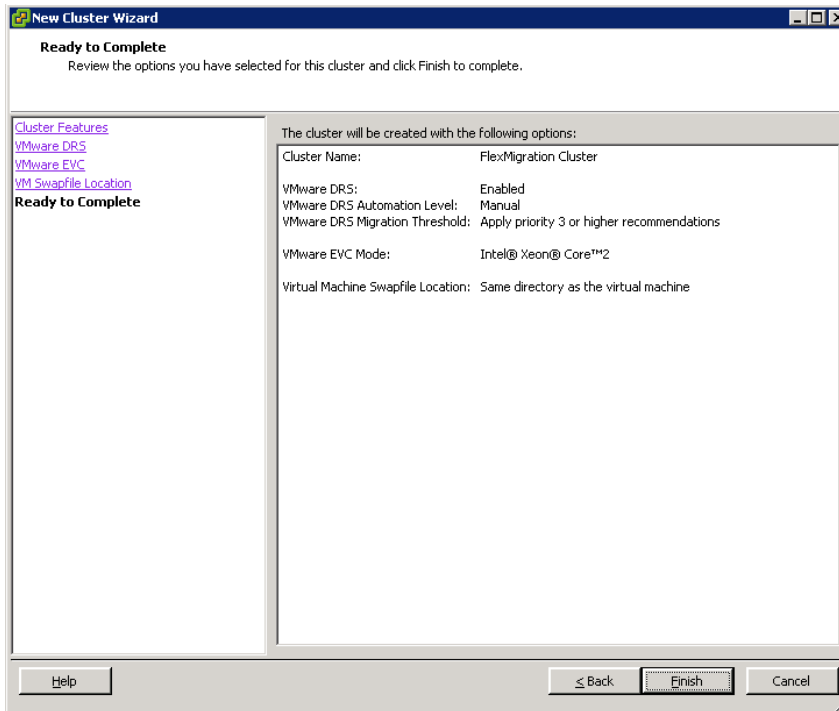 New Cluster Wizard
Ready to Complete
Review the options you have selected for this cluster and click Finish to complete.
Cluster Features
VMware DRS
VMware EVC
VM Swapfile Location
Ready to Complete
The cluster will be created with the following options:
Cluster Name: FlexMigration Cluster
VMware DRS: Enabled
VMware DRS Automation Level: Manual
VMware DRS Migration Threshold: Apply priority 3 or higher recommendations
VMware EVC Mode: Intel® Xeon® Core™2
Virtual Machine Swapfile Location: Same directory as the virtual machine
Help
< Back
Finish
Cancel